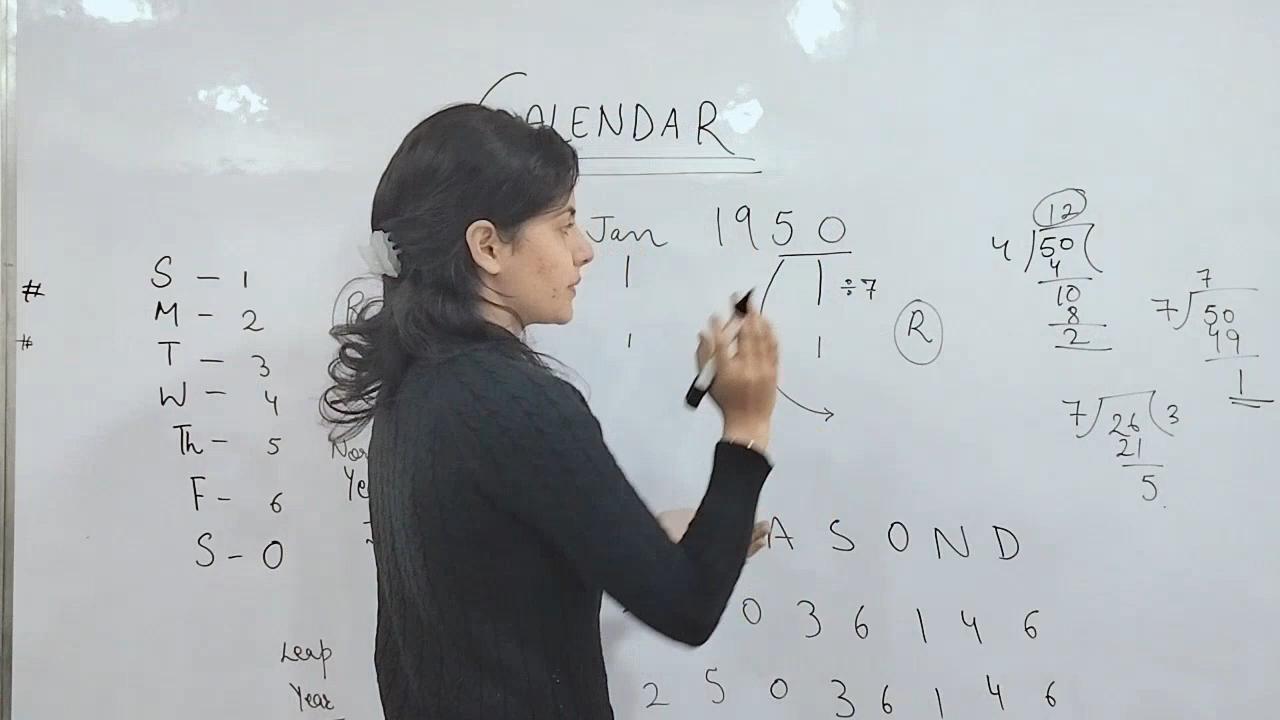 CALENDAR
Jan 1950
1 1 ÷7
1 1
R
# S - 1
M - 2
# T - 3
W - 4
Th - 5
F - 6
S - 0
12
4 50
4
10
8
2
7
7 50
49
1
7 26 3
21
5
A S O N D
0 3 6 1 4 6
Leap
Year
2 5 0 3 6 1 4 6